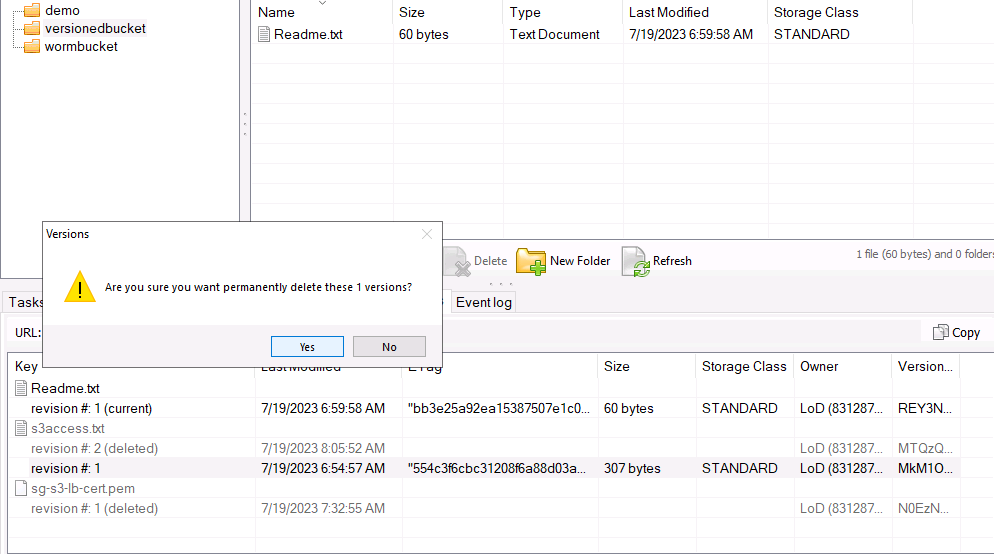 demo
versionedbucket
wormbucket
Name Size Type Last Modified Storage Class
Readme.txt 60 bytes Text Document 7/19/2023 6:59:58 AM STANDARD
Versions
Are you sure you want permanently delete these 1 versions?
Yes No
Delete New Folder Refresh 1 file (60 bytes) and 0 folders
Tasks Event log
URL: Copy
Key Last Modified ETag Size Storage Class Owner Version...
Readme.txt
revision #: 1 (current) 7/19/2023 6:59:58 AM "bb3e25a92ea15387507e1c0... 60 bytes STANDARD LoD (831287... REY3N...
s3access.txt
revision #: 2 (deleted) 7/19/2023 8:05:52 AM LoD (831287... MTQzQ...
revision #: 1 7/19/2023 6:54:57 AM "554c3f6cbc31208f6a88d03a... 307 bytes STANDARD LoD (831287... MkM1O...
sg-s3-lb-cert.pem
revision #: 1 (deleted) 7/19/2023 7:32:55 AM LoD (831287... N0EzN...